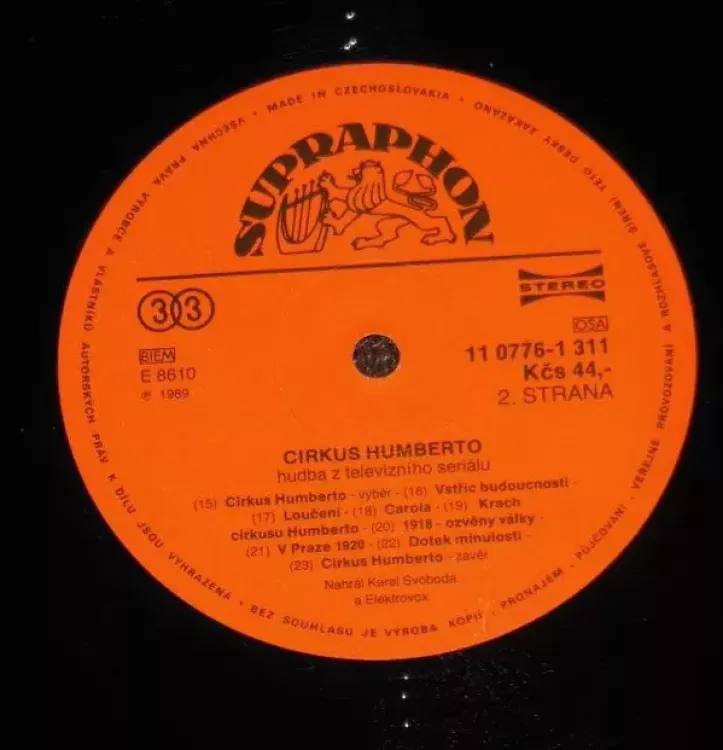 VŠECHNA PRÁVA VÝROBCE A VLASTNÍKŮ AUTORSKÝCH PRÁV K DÍLU JSOU VYHRAZENA • BEZ SOUHLASU JE VÝROBA KOPIÍ • PRONÁJEM • PŮJČOVÁNÍ • VEŘEJNÉ PROVOZOVÁNÍ A ROZHLASOVÉ ŠÍŘENÍ TÉTO DESKY ZAKÁZÁNO • MADE IN CZECHOSLOVAKIA •
SUPRAPHON
33
STEREO
OSA
BIEM
11 0776-1 311
E 8610
Kčs 44,-
℗ 1989
2. STRANA
CIRKUS HUMBERTO
hudba z televizního seriálu
(15) Cirkus Humberto - výběr - (16) Vstříc budoucnosti -
(17) Loučení - (18) Carola - (19) Krach
cirkusu Humberto - (20) 1918 - ozvěny války -
(21) V Praze 1920 - (22) Dotek minulosti -
(23) Cirkus Humberto - závěr
Nahrál Karel Svoboda
a Elektrovox